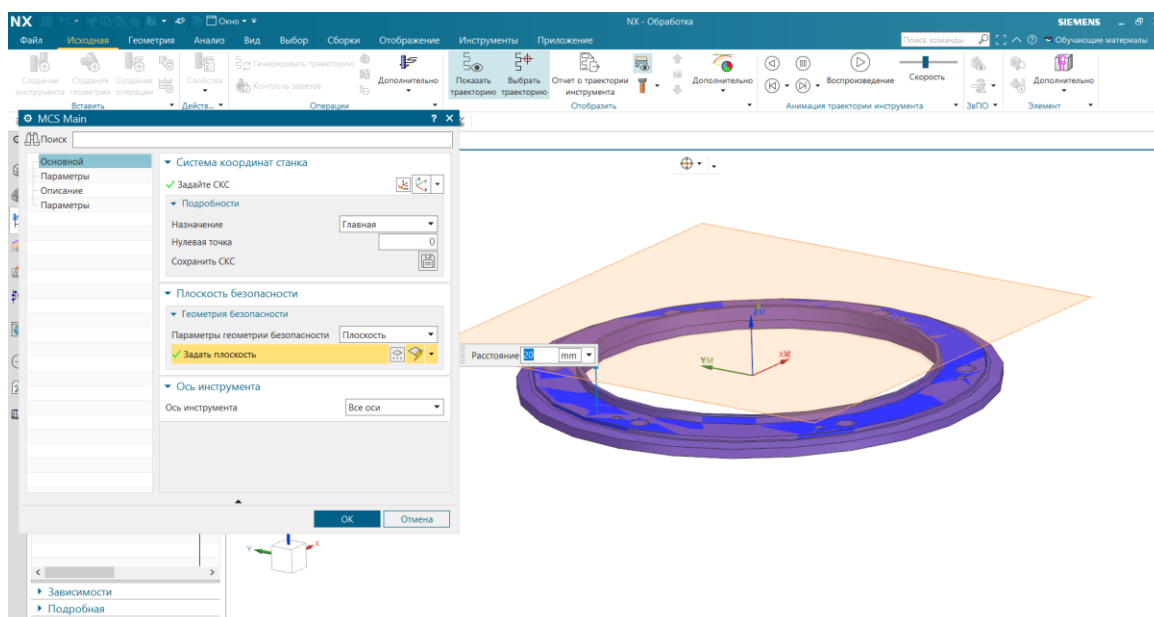 NX Окно NX - Обработка SIEMENS
Файл Исходная Геометрия Анализ Вид Выбор Сборки Отображение Инструменты Приложение Поиск команды Обучающие материалы
Создание инструмента Создание геометрии Создание операции Свойства Генерировать траекторию Контроль зарезов Дополнительно Показать траекторию Выбрать траекторию Отчет о траектории инструмента Дополнительно Воспроизведение Скорость Дополнительно
Вставить Действ... Операции Отобразить Анимация траектории инструмента ЗвПО Элемент
MCS Main
Поиск
Основной
Параметры
Описание
Параметры
Система координат станка
Задайте СКС
Подробности
Назначение Главная
Нулевая точка 0
Сохранить СКС
Плоскость безопасности
Геометрия безопасности
Параметры геометрии безопасности Плоскость
Задать плоскость
Ось инструмента
Ось инструмента Все оси
ОК Отмена
Расстояние 20 mm
ZM
YM
XM
Y
X
Зависимости
Подробная